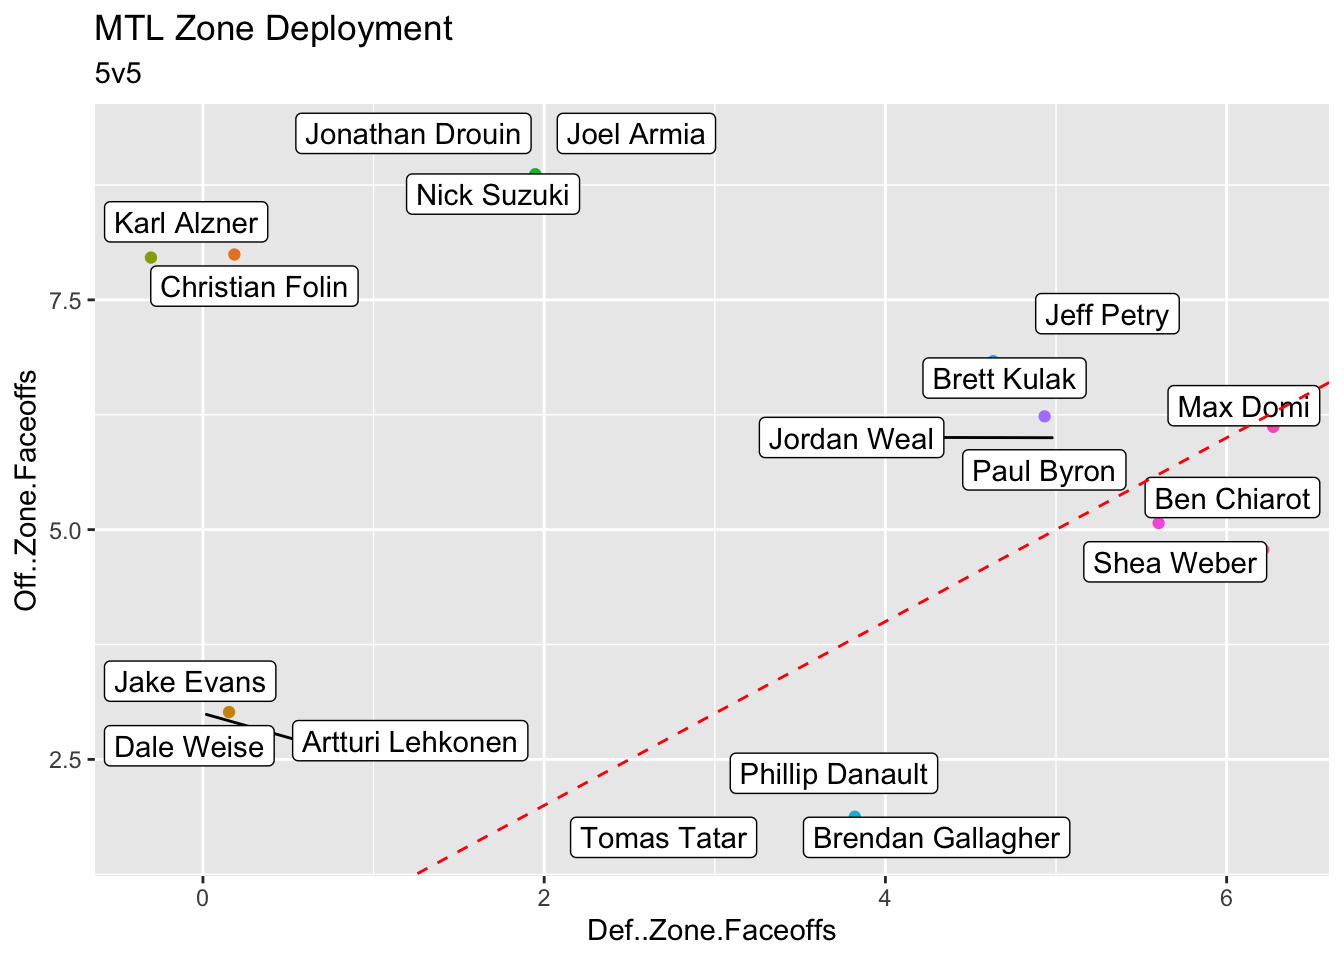 MTL Zone Deployment
5v5
Jonathan Drouin
Joel Armia
Nick Suzuki
Karl Alzner
Christian Folin
7.5
Jeff Petry
Brett Kulak
Max Domi
Jordan Weal
Paul Byron
Ben Chiarot
5.0
Shea Weber
Off..Zone.Faceoffs
Jake Evans
Dale Weise
Artturi Lehkonen
2.5
Phillip Danault
Tomas Tatar
Brendan Gallagher
0
2
4
6
Def..Zone.Faceoffs